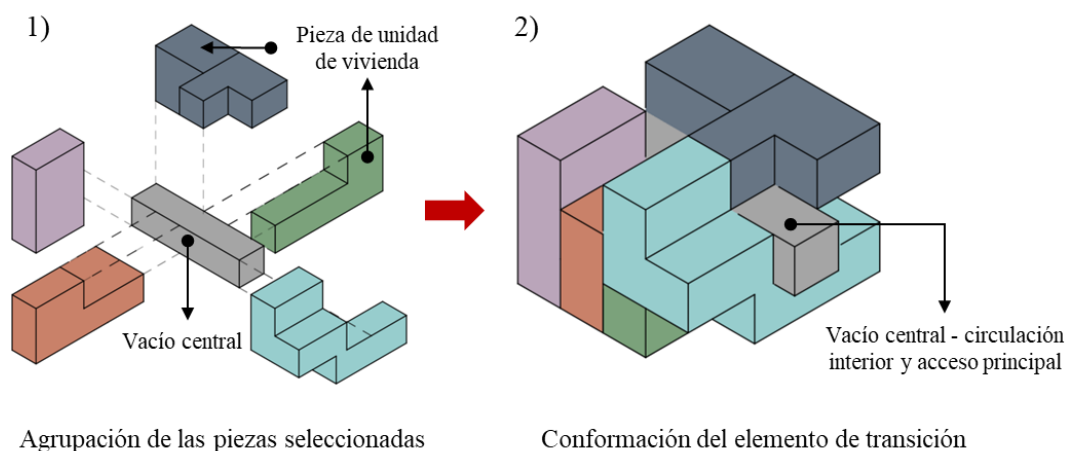 1)
Pieza de unidad
de vivienda
Vacío central
Agrupación de las piezas seleccionadas
2)
Vacío central - circulación
interior y acceso principal
Conformación del elemento de transición